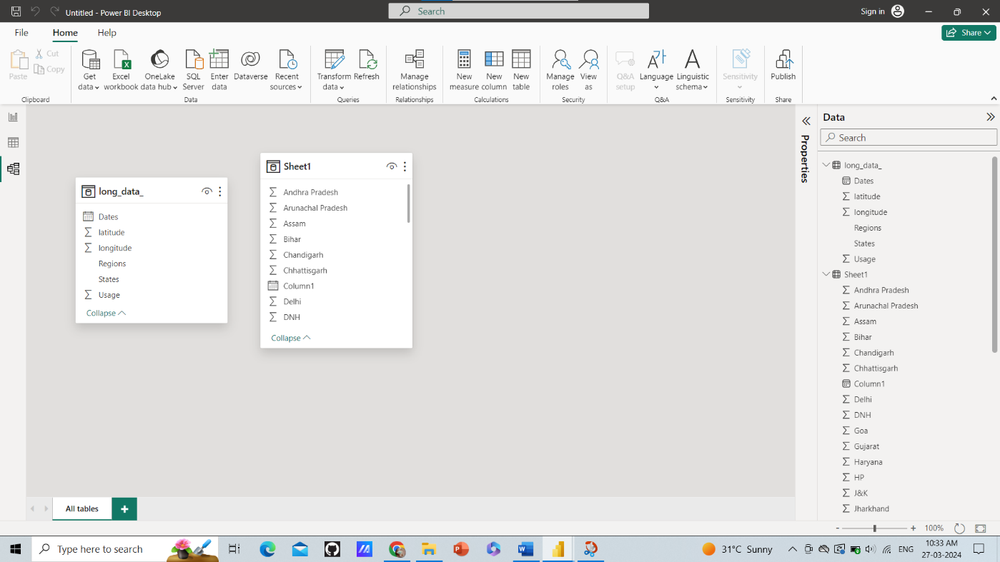 Untitled - Power BI Desktop
Search
Sign in
File
Home
Help
Share
Paste
Cut
Copy
Clipboard
Get data
Excel workbook
OneLake data hub
SQL Server
Enter data
Dataverse
Recent sources
Data
Transform data
Refresh
Queries
Manage relationships
Relationships
New measure
New column
New table
Calculations
Manage roles
View as
Security
Q&A setup
Language
Linguistic schema
Q&A
Sensitivity
Sensitivity
Publish
Share
long_data_
Dates
latitude
longitude
Regions
States
Usage
Collapse
Sheet1
Andhra Pradesh
Arunachal Pradesh
Assam
Bihar
Chandigarh
Chhattisgarh
Column1
Delhi
DNH
Collapse
Properties
Data
Search
long_data_
Dates
latitude
longitude
Regions
States
Usage
Sheet1
Andhra Pradesh
Arunachal Pradesh
Assam
Bihar
Chandigarh
Chhattisgarh
Column1
Delhi
DNH
Goa
Gujarat
Haryana
HP
J&K
Jharkhand
All tables
- + 100%
Type here to search
31°C Sunny
ENG
10:33 AM
27-03-2024